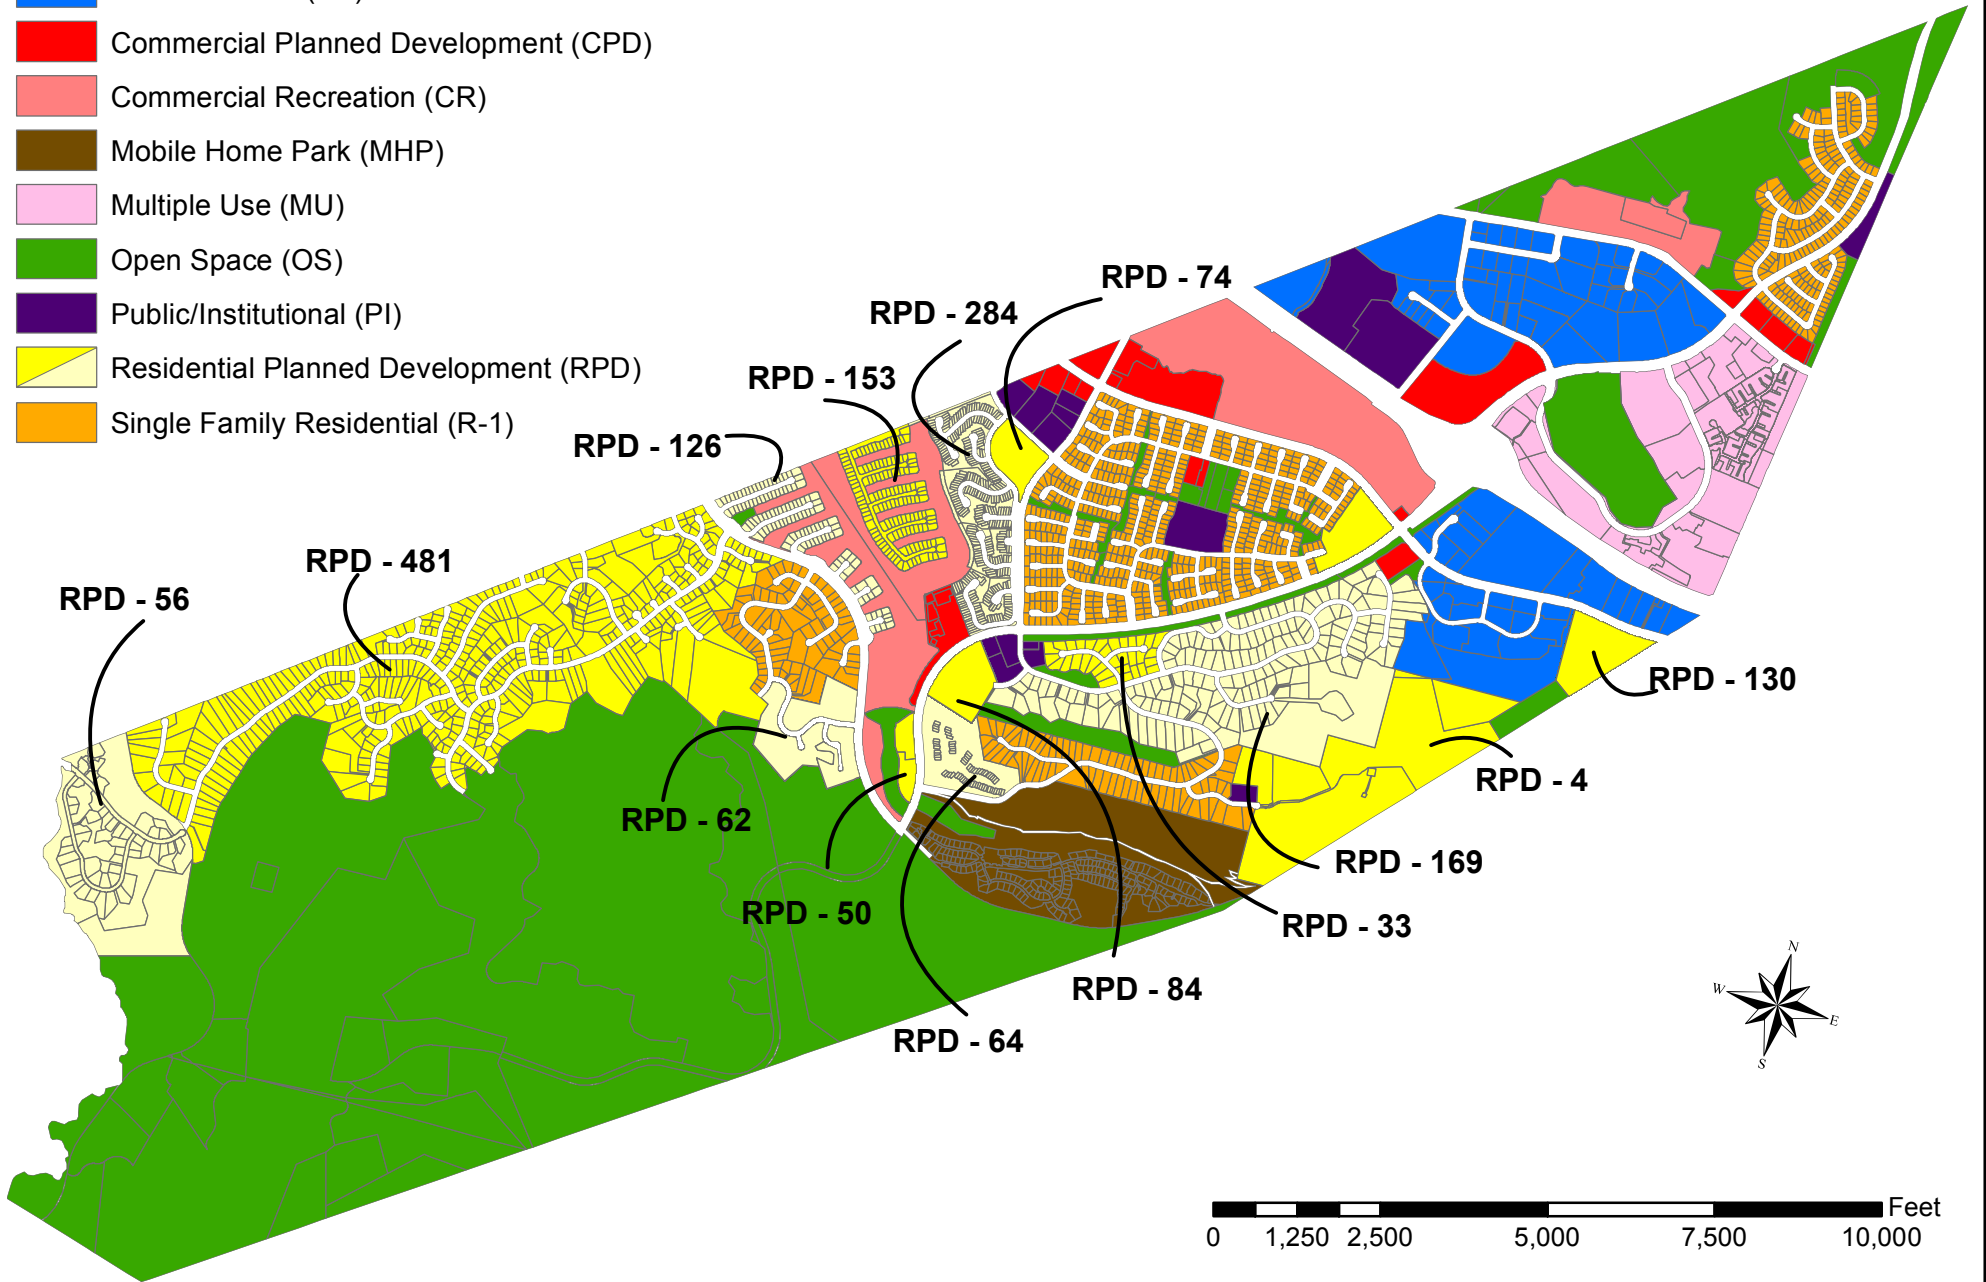 Commercial Planned Development (CPD)
Commercial Recreation (CR)
Mobile Home Park (MHP)
Multiple Use (MU)
Open Space (OS)
Public/Institutional (PI)
Residential Planned Development (RPD)
Single Family Residential (R-1)
RPD - 74
RPD - 284
RPD - 153
RPD - 126
RPD - 481
RPD - 56
RPD - 130
RPD - 4
RPD - 62
RPD - 169
RPD - 50
RPD - 33
RPD - 84
RPD - 64
N
W
E
S
Feet
0 1,250 2,500 5,000 7,500 10,000